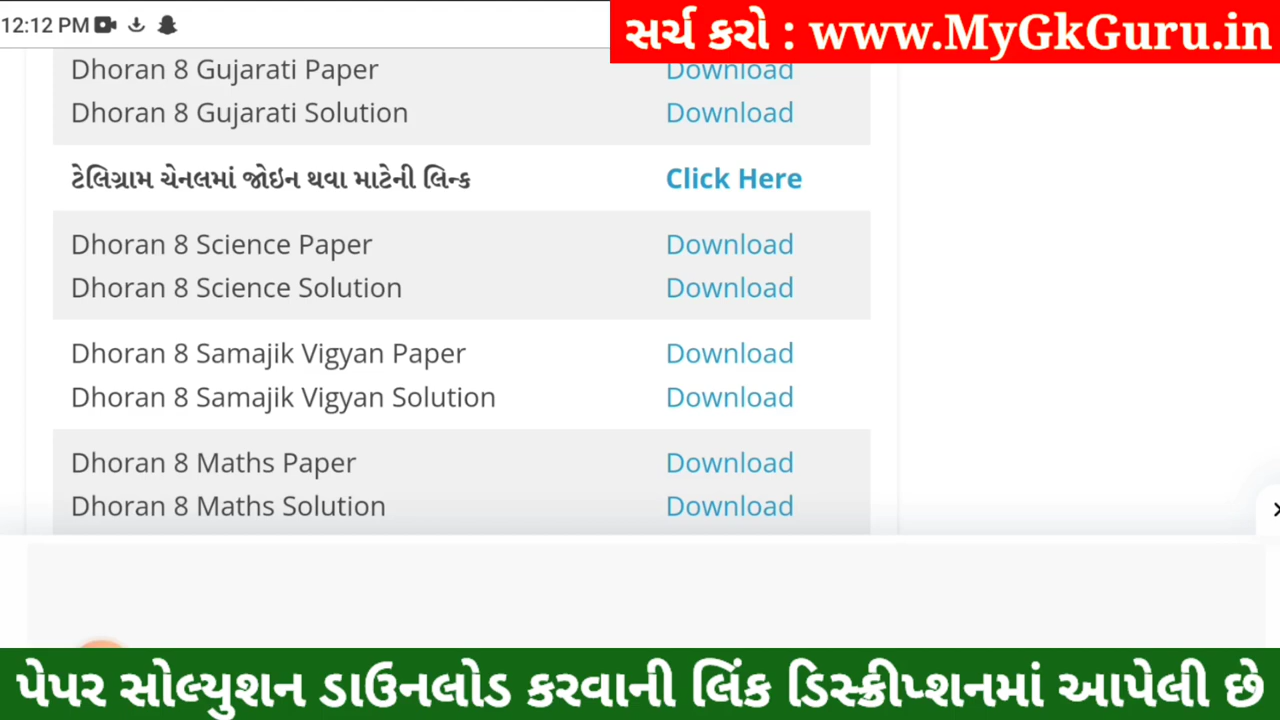 12:12 PM
સર્ચ કરો : www.MyGkGuru.in
Dhoran 8 Gujarati Paper Download
Dhoran 8 Gujarati Solution Download
ટેલિગ્રામ ચેનલમાં જોઇન થવા માટેની લિન્ક Click Here
Dhoran 8 Science Paper Download
Dhoran 8 Science Solution Download
Dhoran 8 Samajik Vigyan Paper Download
Dhoran 8 Samajik Vigyan Solution Download
Dhoran 8 Maths Paper Download
Dhoran 8 Maths Solution Download
પેપર સોલ્યુશન ડાઉનલોડ કરવાની લિંક ડિસ્ક્રીપ્શનમાં આપેલી છે